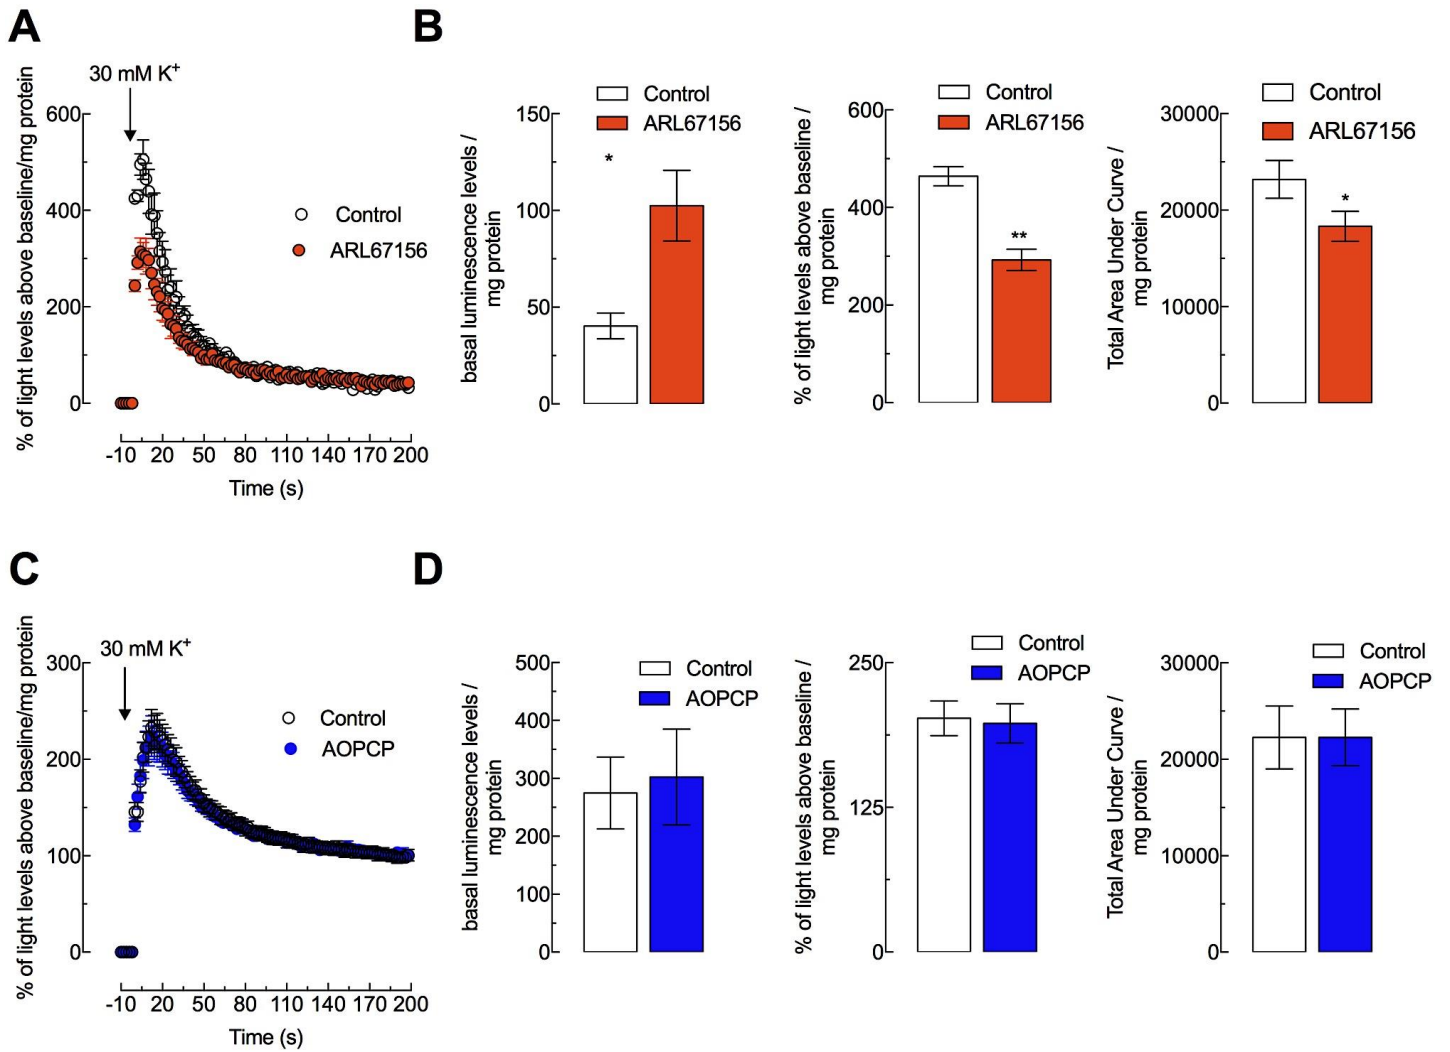 A
30 mM K⁺
% of light levels above baseline/mg protein
600
400
200
0
Control
ARL67156
-10 20 50 80 110 140 170 200
Time (s)
B
basal luminescence levels /
mg protein
150
100
50
0
Control
ARL67156
*
% of light levels above baseline /
mg protein
600
400
200
0
Control
ARL67156
**
Total Area Under Curve /
mg protein
30000
20000
10000
0
Control
ARL67156
*
C
30 mM K⁺
% of light levels above baseline/mg protein
300
200
100
0
Control
AOPCP
-10 20 50 80 110 140 170 200
Time (s)
D
basal luminescence levels /
mg protein
500
400
300
200
100
0
Control
AOPCP
% of light levels above baseline /
mg protein
250
125
0
Control
AOPCP
Total Area Under Curve /
mg protein
30000
20000
10000
0
Control
AOPCP